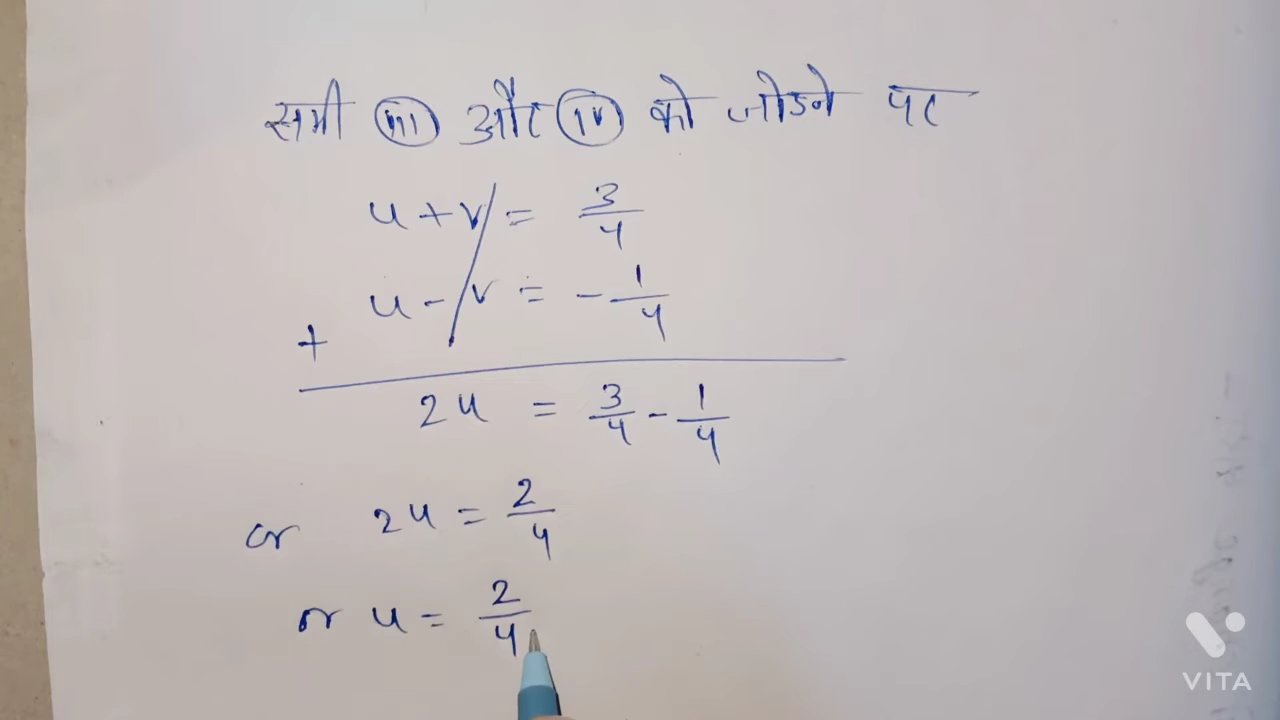 समी (iii) और (iv) को जोडने पर
u + v = 3/4
u - v = - 1/4
+
2u = 3/4 - 1/4
or 2u = 2/4
or u = 2/4
VITA